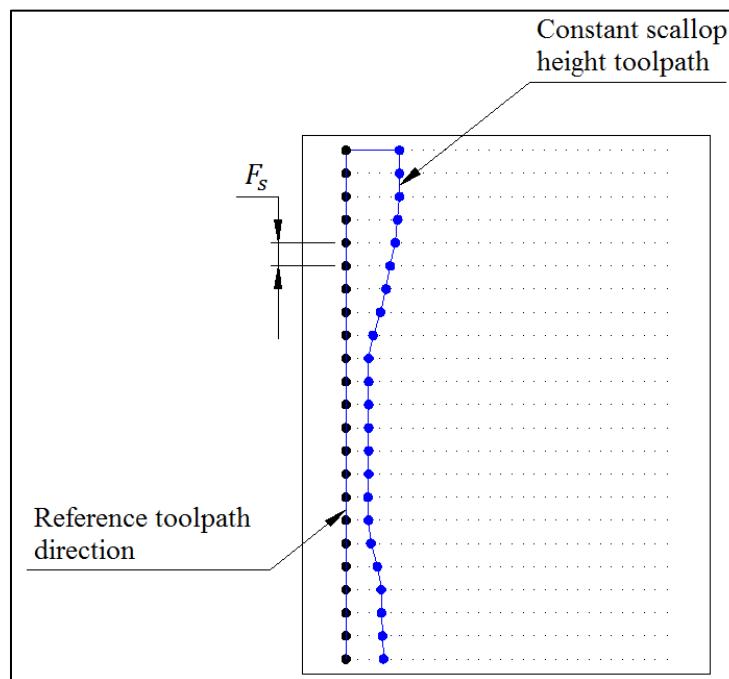 Constant scallop
height toolpath
F_s
Reference toolpath
direction